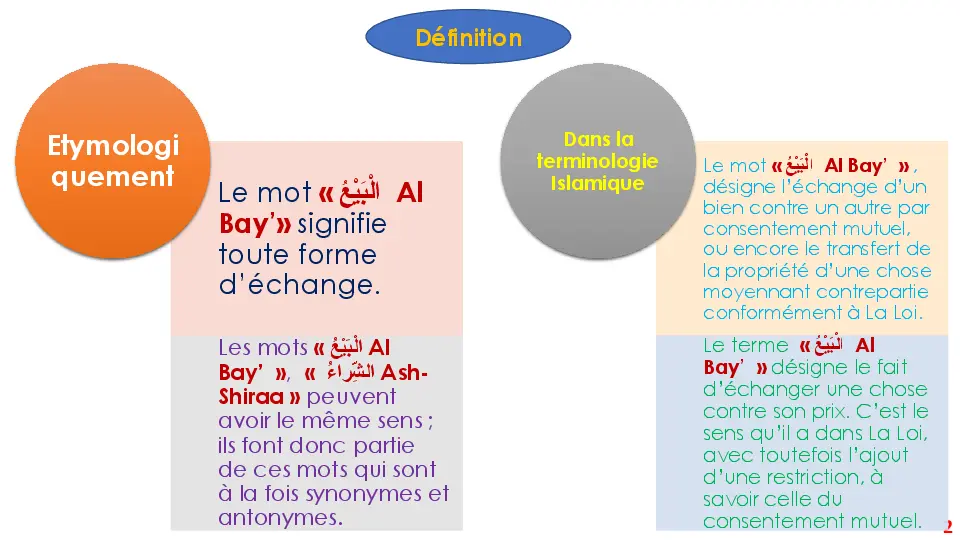 Définition
Etymologi
quement
Le mot « الْبَيْعُ Al
Bay’» signifie
toute forme
d’échange.
Les mots « الْبَيْعُ Al
Bay’ », « الشِّراءُ Ash-
Shiraa » peuvent
avoir le même sens ;
ils font donc partie
de ces mots qui sont
à la fois synonymes et
antonymes.
Dans la
terminologie
Islamique
Le mot « الْبَيْعُ Al Bay’ » ,
désigne l’échange d’un
bien contre un autre par
consentement mutuel,
ou encore le transfert de
la propriété d’une chose
moyennant contrepartie
conformément à La Loi.
Le terme « الْبَيْعُ Al
Bay’ » désigne le fait
d’échanger une chose
contre son prix. C’est le
sens qu’il a dans La Loi,
avec toutefois l’ajout
d’une restriction, à
savoir celle du
consentement mutuel.
2